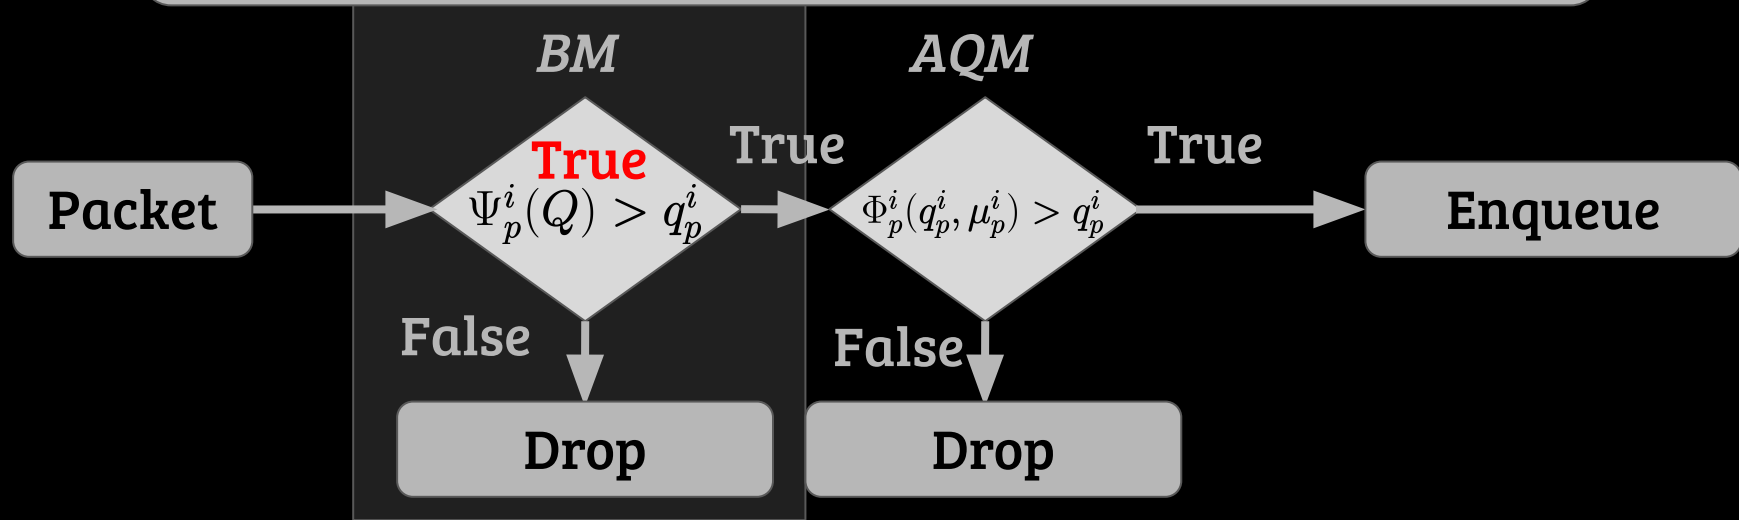 BM
AQM
True
True
True
Packet
Ψ^i_p(Q) > q^i_p
Φ^i_p(q^i_p, μ^i_p) > q^i_p
Enqueue
False
False
Drop
Drop